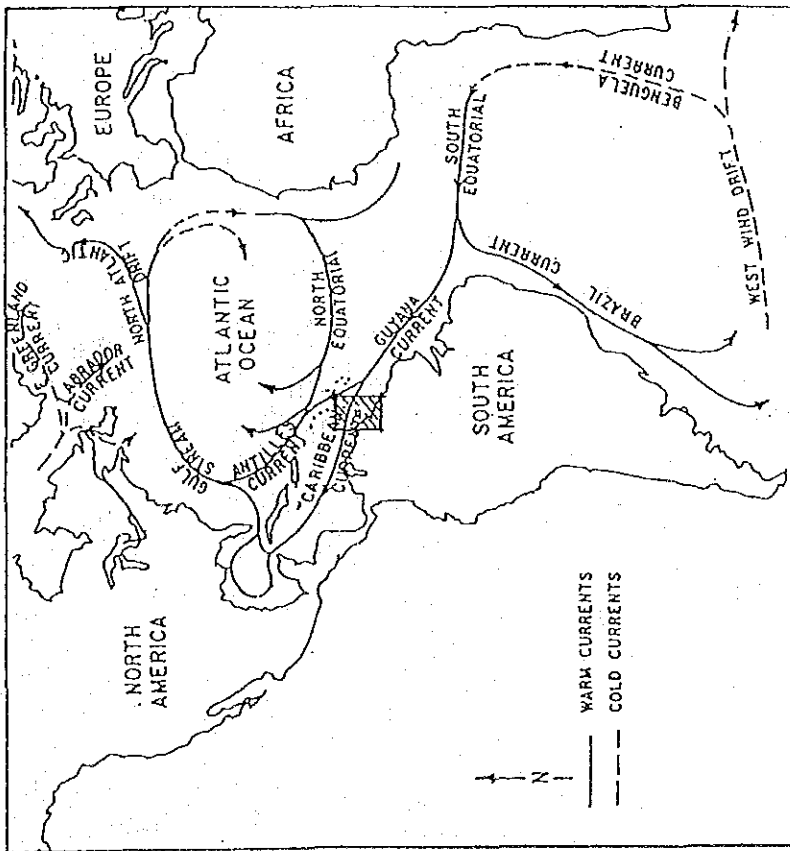 EUROPE
AFRICA
GREENLAND
CURRENT
LABRADOR
CURRENT
NORTH ATLANTIC
DRIFT
ATLANTIC
OCEAN
NORTH
EQUATORIAL
SOUTH
EQUATORIAL
BENGUELA
CURRENT
GULF
STREAM
ANTILLES
CURRENT
CARIBBEAN
CURRENT
GUYANA
CURRENT
BRAZIL
CURRENT
WEST WIND DRIFT
NORTH
AMERICA
SOUTH
AMERICA
N
WARM CURRENTS
COLD CURRENTS